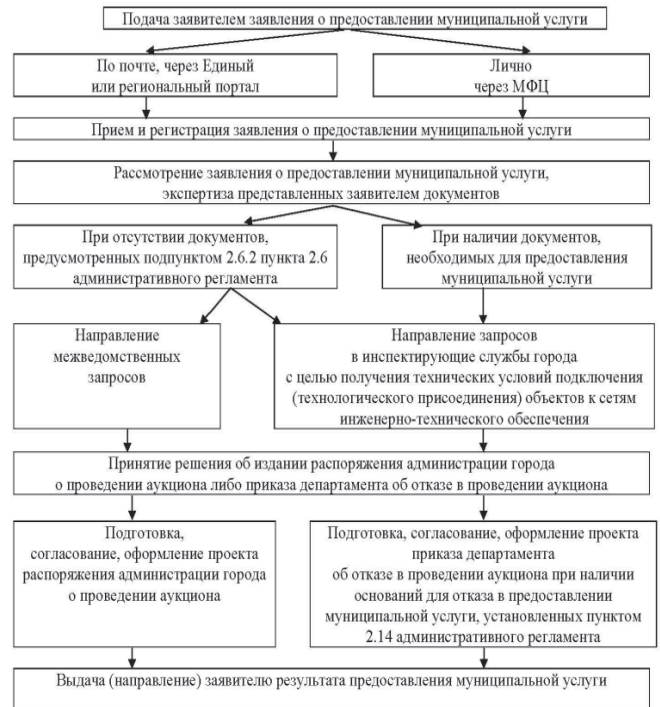 Подача заявителем заявления о предоставлении муниципальной услуги
По почте, через Единый
или региональный портал
Лично
через МФЦ
Прием и регистрация заявления о предоставлении муниципальной услуги
Рассмотрение заявления о предоставлении муниципальной услуги,
экспертиза представленных заявителем документов
При отсутствии документов,
предусмотренных подпунктом 2.6.2 пункта 2.6
административного регламента
При наличии документов,
необходимых для предоставления
муниципальной услуги
Направление
межведомственных
запросов
Направление запросов
в инспектирующие службы города
с целью получения технических условий подключения
(технологического присоединения) объектов к сетям
инженерно-технического обеспечения
Принятие решения об издании распоряжения администрации города
о проведении аукциона либо приказа департамента об отказе в проведении аукциона
Подготовка,
согласование, оформление проекта
распоряжения администрации города
о проведении аукциона
Подготовка, согласование, оформление проекта
приказа департамента
об отказе в проведении аукциона при наличии
оснований для отказа в предоставлении
муниципальной услуги, установленных пунктом
2.14 административного регламента
Выдача (направление) заявителю результата предоставления муниципальной услуги